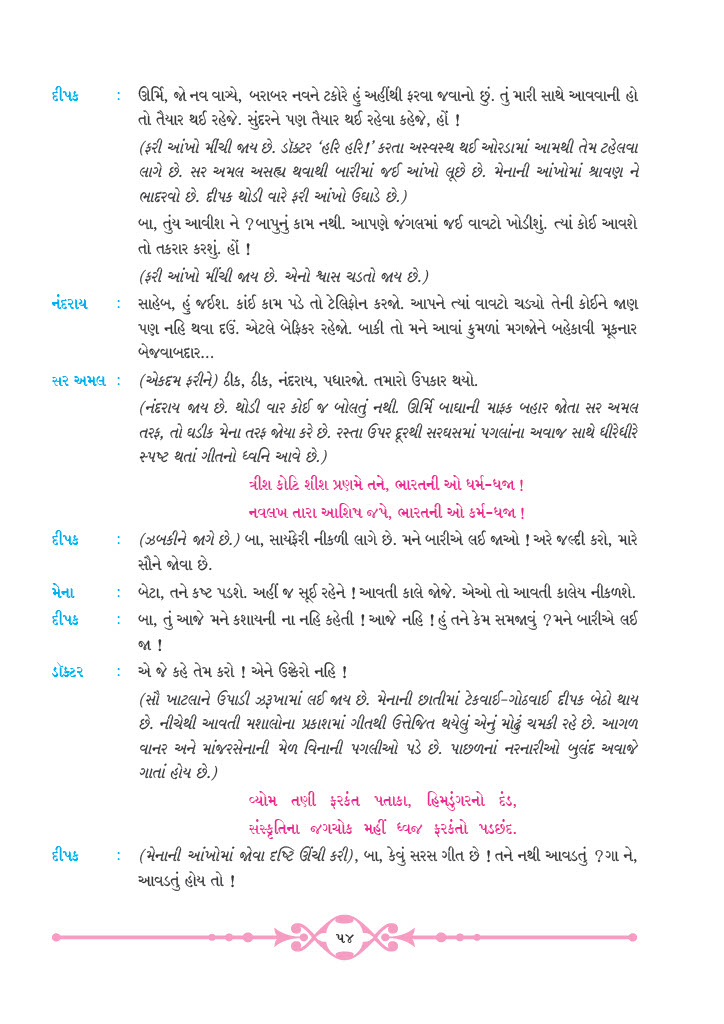 દીપક : ઊર્મિ, જો નવ વાગ્યે, બરાબર નવને ટકોરે હું અહીંથી ફરવા જવાનો છું. તું મારી સાથે આવવાની હો
તો તૈયાર થઈ રહેજે. સુંદરને પણ તૈયાર થઈ રહેવા કહેજે, હોં !
(ફરી આંખો મીંચી જાય છે. ડૉક્ટર ‘હરિ હરિ!’ કરતા અસ્વસ્થ થઈ ઓરડામાં આમથી તેમ ટહેલવા
લાગે છે. સર અમલ અસહ્ય થવાથી બારીમાં જઈ આંખો લૂછે છે. મેનાની આંખોમાં શ્રાવણ ને
ભાદરવો છે. દીપક થોડી વારે ફરી આંખો ઉઘાડે છે.)
બા, તુંય આવીશ ને ? બાપુનું કામ નથી. આપણે જંગલમાં જઈ વાવટો ખોડીશું. ત્યાં કોઈ આવશે
તો તકરાર કરશું. હોં !
(ફરી આંખો મીંચી જાય છે. એનો શ્વાસ ચડતો જાય છે.)
નંદરાય : સાહેબ, હું જઈશ. કાંઈ કામ પડે તો ટેલિફોન કરજો. આપને ત્યાં વાવટો ચડ્યો તેની કોઈને જાણ
પણ નહિ થવા દઉં. એટલે બેફિકર રહેજો. બાકી તો મને આવાં કુમળાં મગજોને બહેકાવી મૂકનાર
બેજવાબદાર...
સર અમલ : (એકદમ ફરીને) ઠીક, ઠીક, નંદરાય, પધારજો. તમારો ઉપકાર થયો.
(નંદરાય જાય છે. થોડી વાર કોઈ જ બોલતું નથી. ઊર્મિ બાઘાની માફક બહાર જોતા સર અમલ
તરફ, તો ઘડીક મેના તરફ જોયા કરે છે. રસ્તા ઉપર દૂરથી સરઘસમાં પગલાંના અવાજ સાથે ધીરેધીરે
સ્પષ્ટ થતાં ગીતનો ધ્વનિ આવે છે.)
ત્રીશ કોટિ શીશ પ્રણમે તને, ભારતની ઓ ધર્મ-ધજા !
નવલખ તારા આશિષ જપે, ભારતની ઓ કર્મ-ધજા !
દીપક : (ઝબકીને જાગે છે.) બા, સાયંફેરી નીકળી લાગે છે. મને બારીએ લઈ જાઓ ! અરે જલ્દી કરો, મારે
સૌને જોવા છે.
મેના : બેટા, તને કષ્ટ પડશે. અહીં જ સૂઈ રહેને ! આવતી કાલે જોજે. એઓ તો આવતી કાલેય નીકળશે.
દીપક : બા, તું આજે મને કશાયની ના નહિ કહેતી ! આજે નહિ ! હું તને કેમ સમજાવું ? મને બારીએ લઈ
જા !
ડૉક્ટર : એ જે કહે તેમ કરો ! એને ઉશ્કેરો નહિ !
(સૌ ખાટલાને ઉપાડી ઝરૂખામાં લઈ જાય છે. મેનાની છાતીમાં ટેકવાઈ-ગોઠવાઈ દીપક બેઠો થાય
છે. નીચેથી આવતી મશાલોના પ્રકાશમાં ગીતથી ઉત્તેજિત થયેલું એનું મોઢું ચમકી રહે છે. આગળ
વાનર અને માંજરસેનાની મેળ વિનાની પગલીઓ પડે છે. પાછળનાં નરનારીઓ બુલંદ અવાજે
ગાતાં હોય છે.)
વ્યોમ તણી ફરકંત પતાકા, હિમડુંગરનો દંડ,
સંસ્કૃતિના જગચોક મહીં ધ્વજ ફરકંતો પડછંદ.
દીપક : (મેનાની આંખોમાં જોવા દૃષ્ટિ ઊંચી કરી), બા, કેવું સરસ ગીત છે ! તને નથી આવડતું ? ગા ને,
આવડતું હોય તો !
૫૪